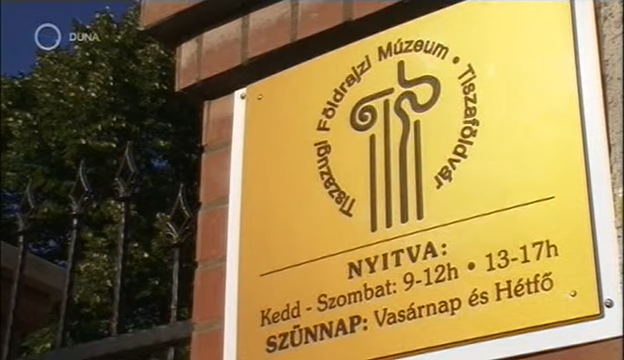 DUNA
Tiszazugi Földrajzi Múzeum • Tiszaföldvár
NYITVA:
Kedd - Szombat: 9-12h • 13-17h
SZÜNNAP: Vasárnap és Hétfő